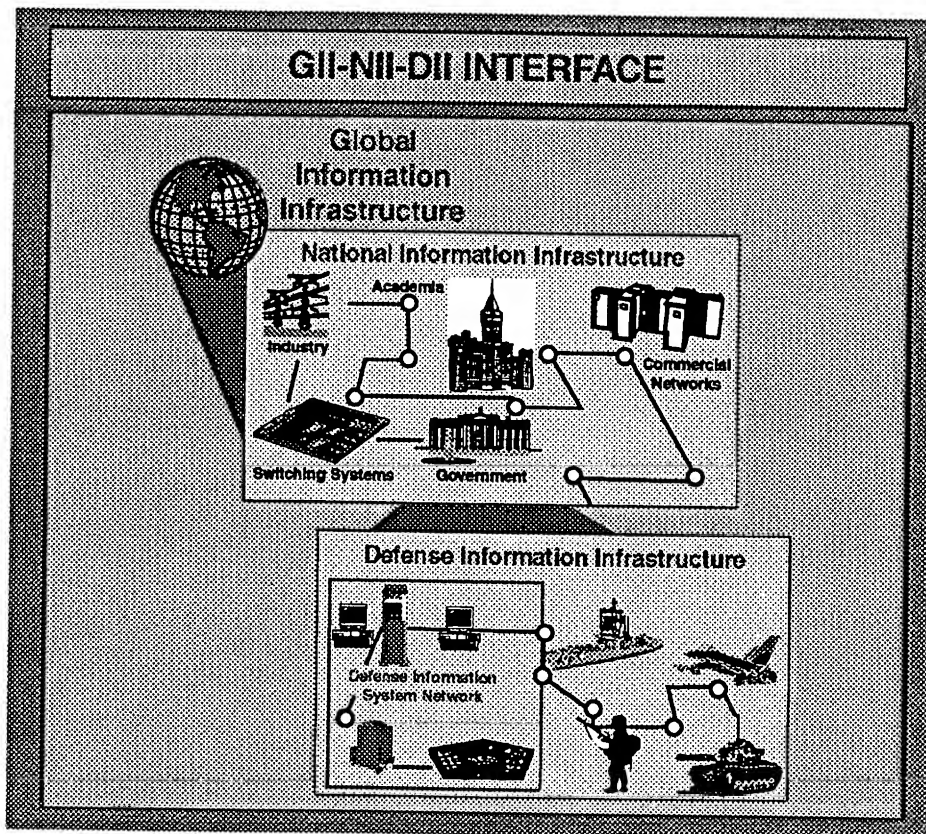 GII-NII-DII INTERFACE
Global
Information
Infrastructure
National Information Infrastructure
Academia
Industry
Commercial
Networks
Switching Systems
Government
Defense Information Infrastructure
Defense Information
System Network